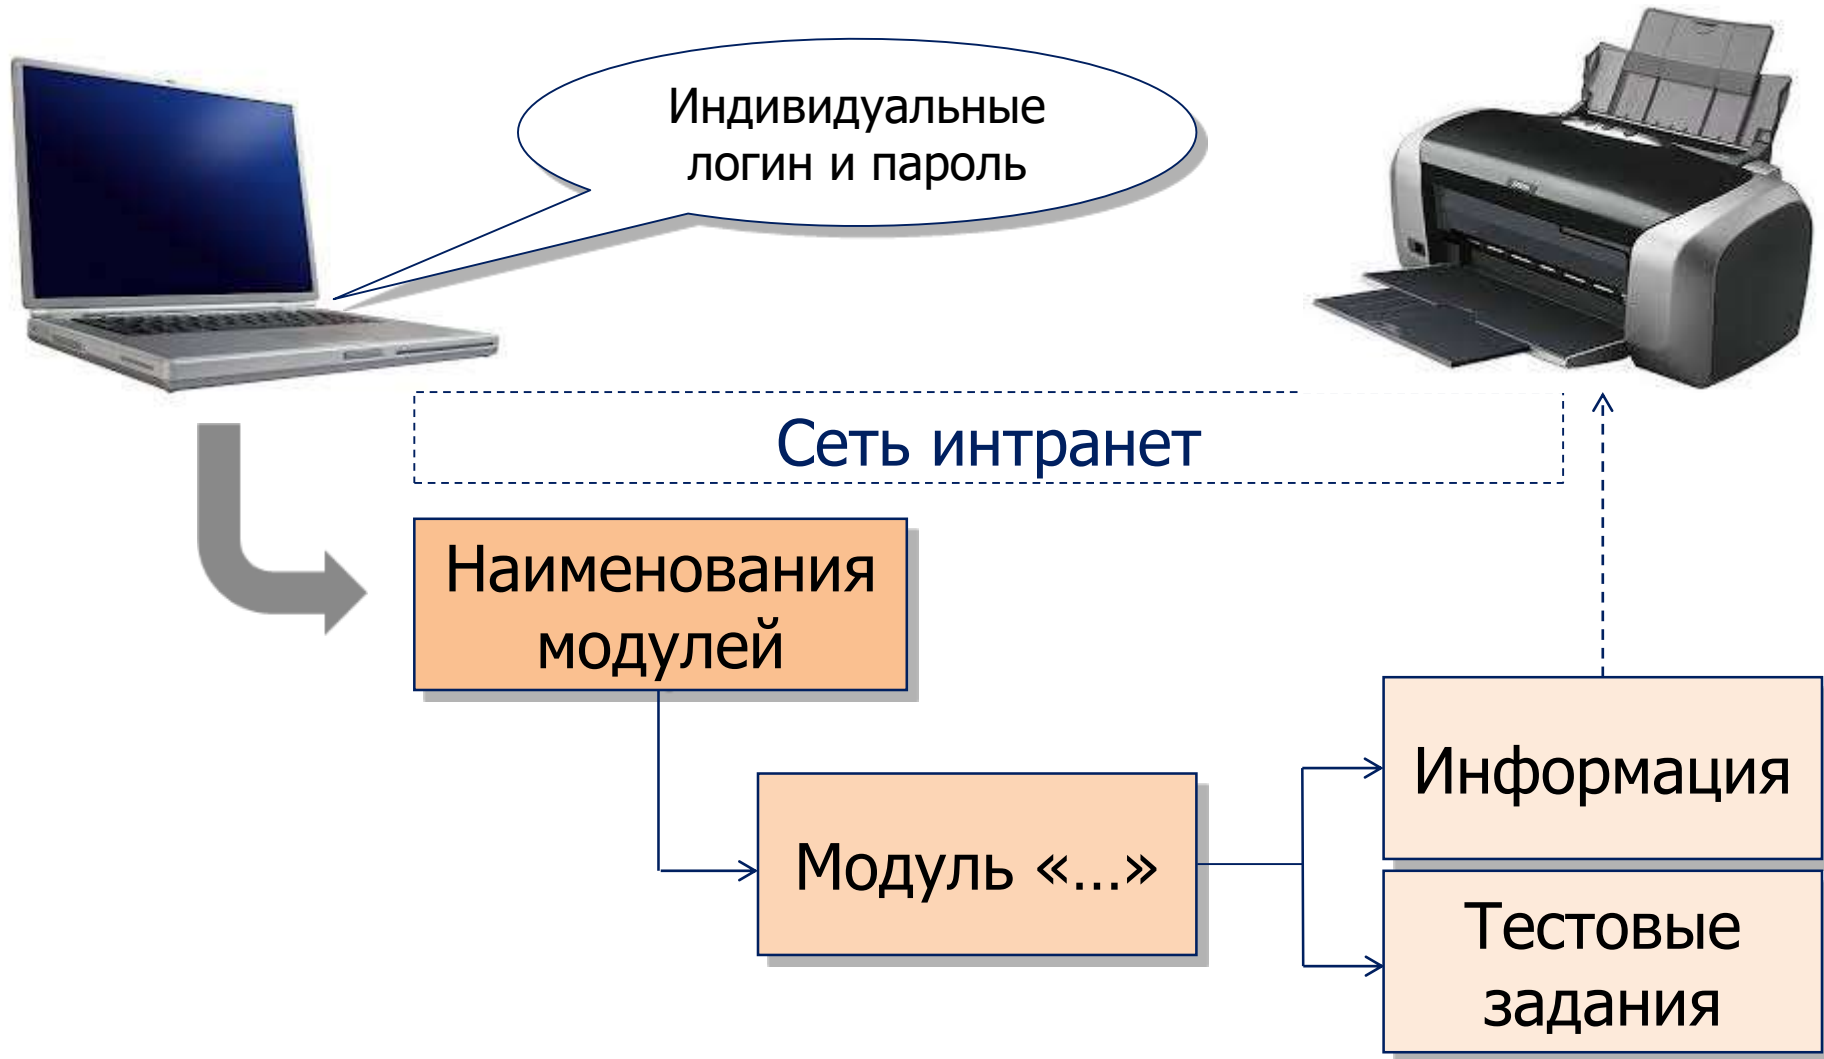 Индивидуальные
логин и пароль
Сеть интранет
Наименования
модулей
Модуль «...»
Информация
Тестовые
задания